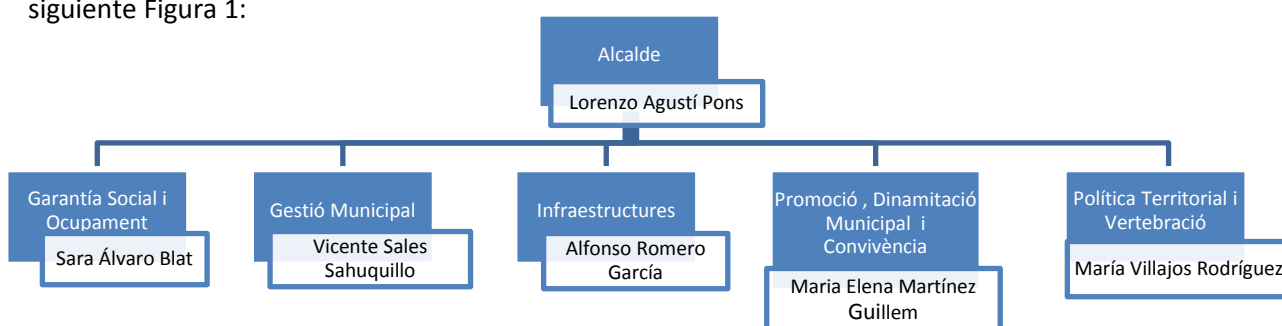 siguiente Figura 1:
Alcalde
Lorenzo Agustí Pons
Garantía Social i
Ocupament
Sara Álvaro Blat
Gestió Municipal
Vicente Sales
Sahuquillo
Infraestructures
Alfonso Romero
García
Promoció , Dinamitació
Municipal i
Convivència
Maria Elena Martínez
Guillem
Política Territorial i
Vertebració
María Villajos Rodríguez